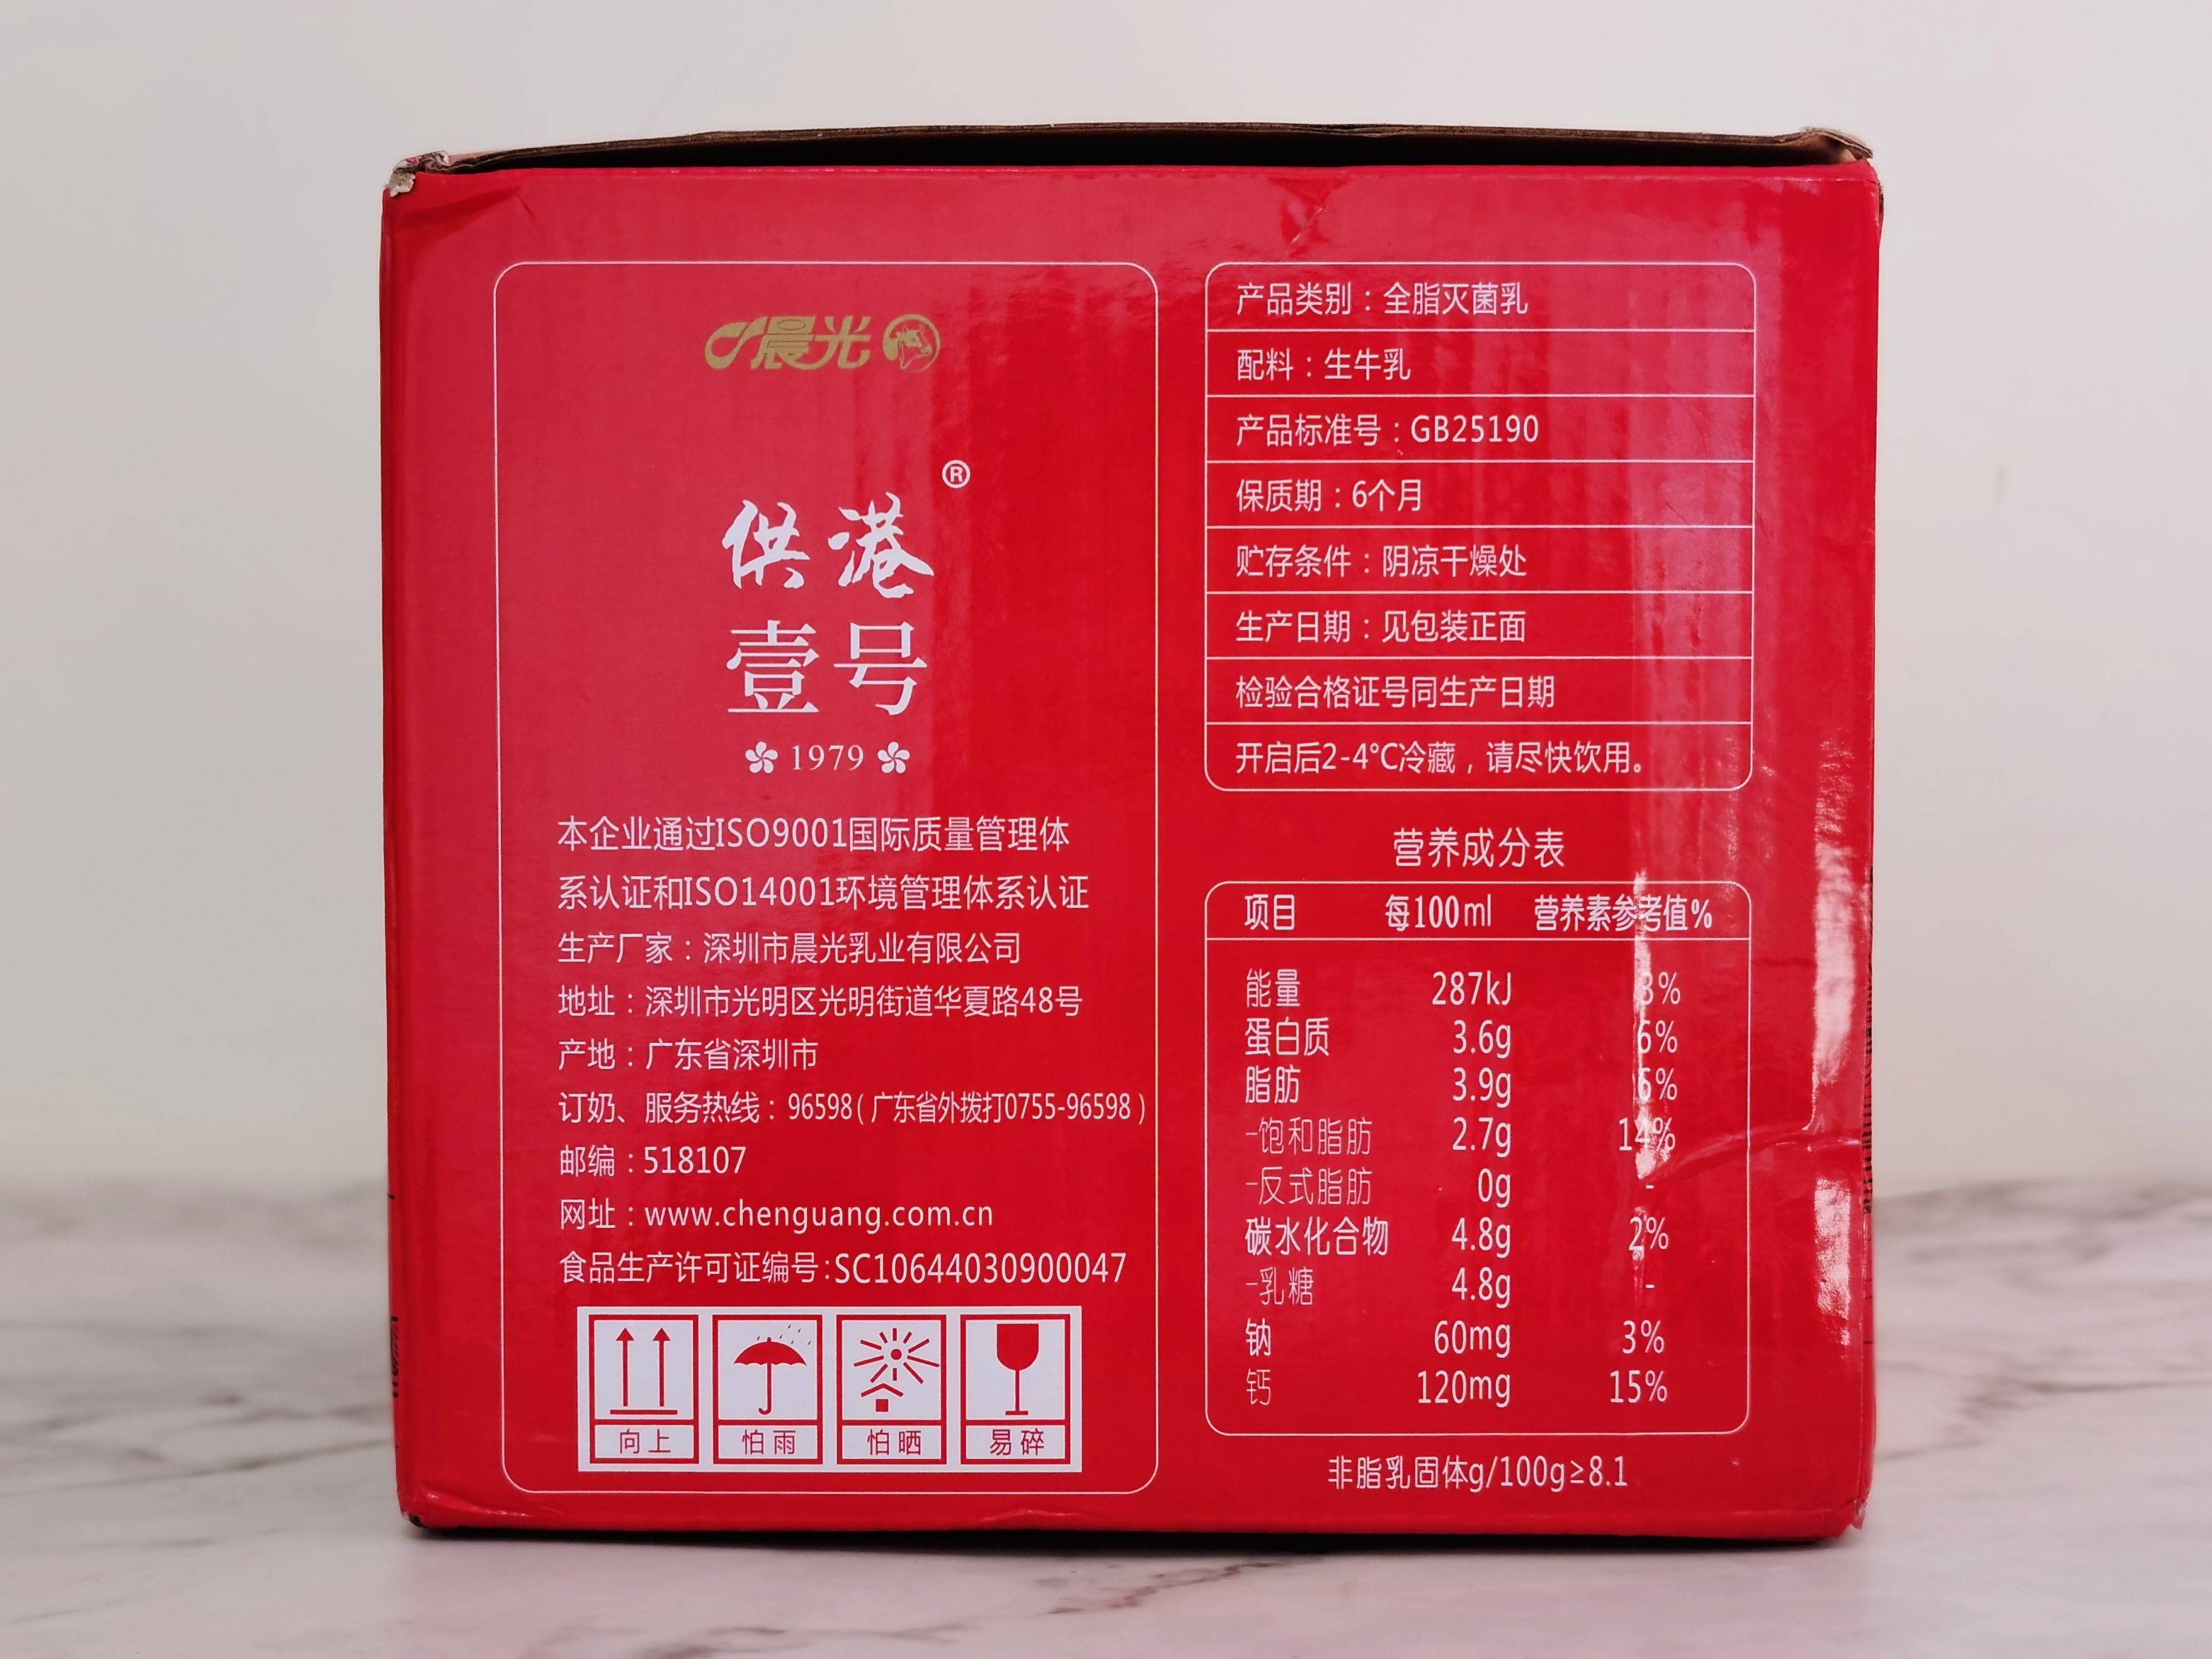 晨光
®
供港
壹号
1979
本企业通过ISO9001国际质量管理体
系认证和ISO14001环境管理体系认证
生产厂家：深圳市晨光乳业有限公司
地址：深圳市光明区光明街道华夏路48号
产地：广东省深圳市
订奶、服务热线：96598(广东省外拨打0755-96598)
邮编：518107
网址：www.chenguang.com.cn
食品生产许可证编号:SC10644030900047
向上 怕雨 怕晒 易碎
产品类别：全脂灭菌乳
配料：生牛乳
产品标准号：GB25190
保质期：6个月
贮存条件：阴凉干燥处
生产日期：见包装正面
检验合格证号同生产日期
开启后2-4℃冷藏，请尽快饮用。
营养成分表
项目 每100ml 营养素参考值%
能量 287kJ 3%
蛋白质 3.6g 6%
脂肪 3.9g 6%
-饱和脂肪 2.7g 14%
-反式脂肪 0g -
碳水化合物 4.8g 2%
-乳糖 4.8g -
钠 60mg 3%
钙 120mg 15%
非脂乳固体g/100g≥8.1